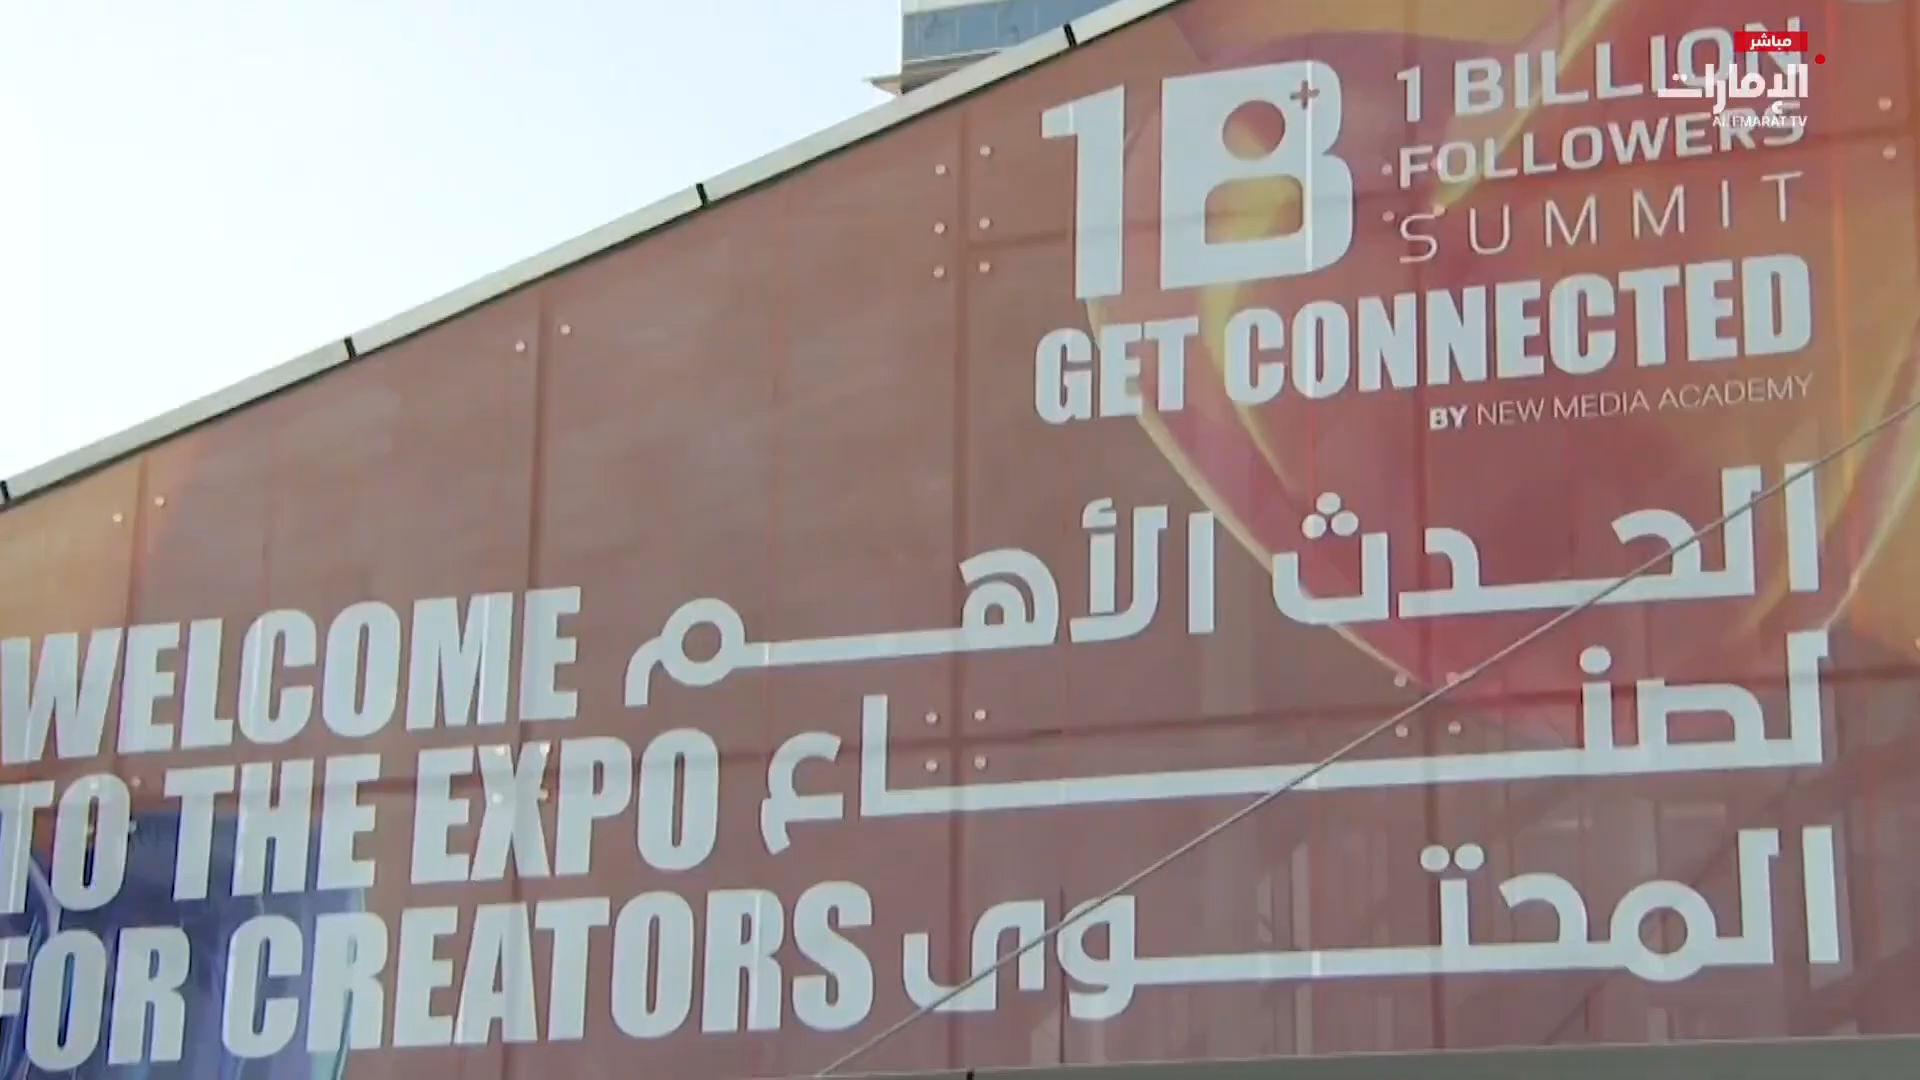 مباشر
الإمارات
AL EMARAT TV
1B+
1 BILLION
FOLLOWERS
SUMMIT
GET CONNECTED
BY NEW MEDIA ACADEMY
الحدث الأهم
لصناع
المحتوى
WELCOME
TO THE EXPO
FOR CREATORS